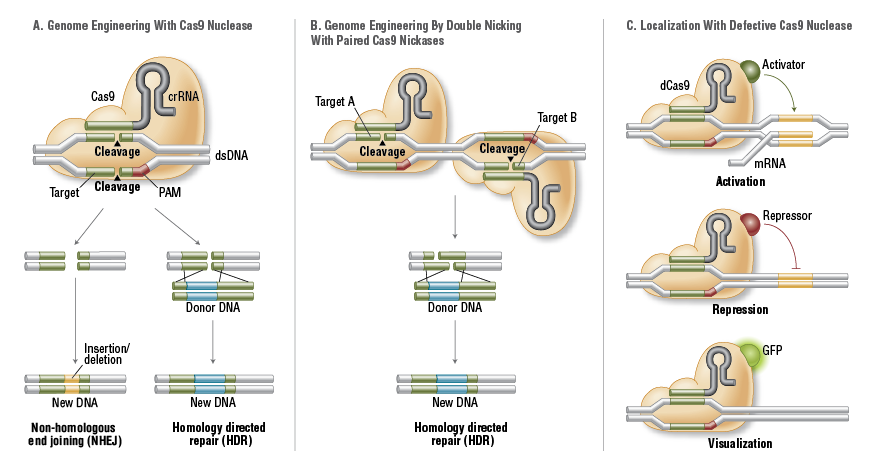 A. Genome Engineering With Cas9 Nuclease
Cas9
crRNA
Cleavage
dsDNA
Target
Cleavage
PAM
Donor DNA
Insertion/
deletion
New DNA
New DNA
Non-homologous
end joining (NHEJ)
Homology directed
repair (HDR)
B. Genome Engineering By Double Nicking
With Paired Cas9 Nickases
Target A
Target B
Cleavage
Cleavage
Donor DNA
New DNA
Homology directed
repair (HDR)
C. Localization With Defective Cas9 Nuclease
Activator
dCas9
mRNA
Activation
Repressor
Repression
GFP
Visualization